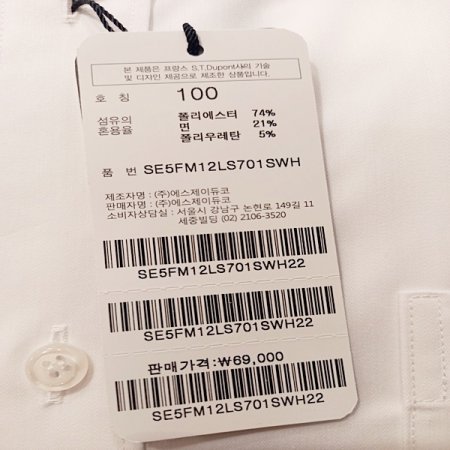 본 제품은 프랑스 S.T.Dupont사의 기술
및 디자인 제공으로 제조한 상품입니다.
호 칭 100
섬유의 혼용율 폴리에스터 74%
면 21%
폴리우레탄 5%
품 번 SE5FM12LS701SWH
제조자명 : (주)에스제이듀코
판매자명 : (주)에스제이듀코
소비자상담실 : 서울시 강남구 논현로 149길 11
세중빌딩 (02) 2106-3520
SE5FM12LS701SWH22
SE5FM12LS701SWH22
판매가격:₩69,000
SE5FM12LS701SWH22